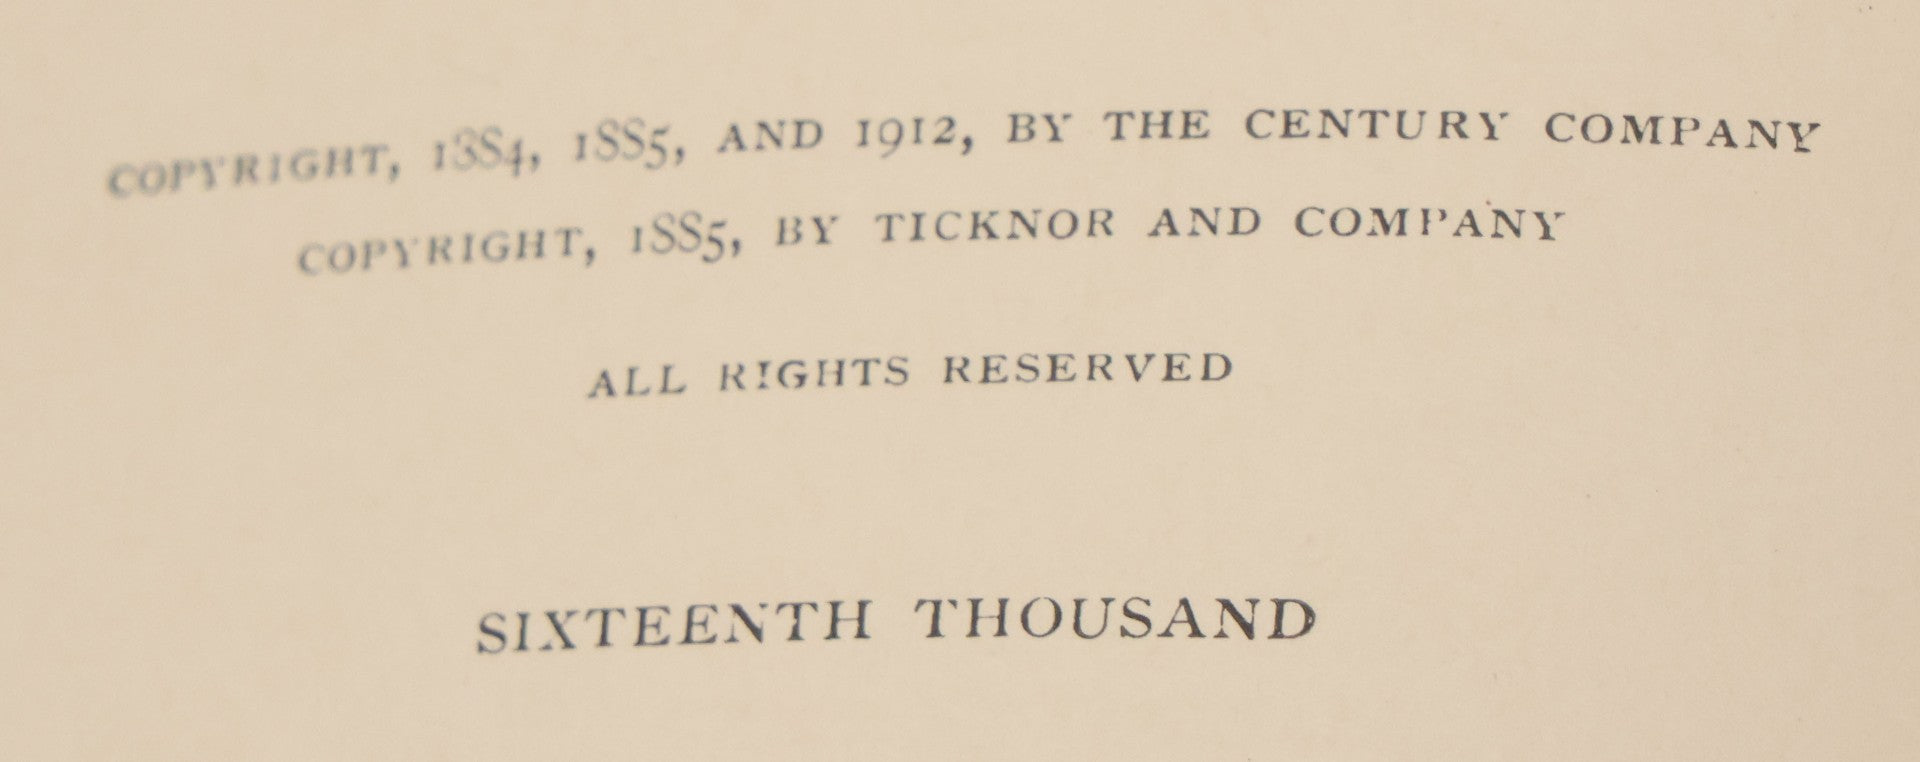 COPYRIGHT, 1884, 1885, AND 1912, BY THE CENTURY COMPANY
COPYRIGHT, 1885, BY TICKNOR AND COMPANY
ALL RIGHTS RESERVED
SIXTEENTH THOUSAND